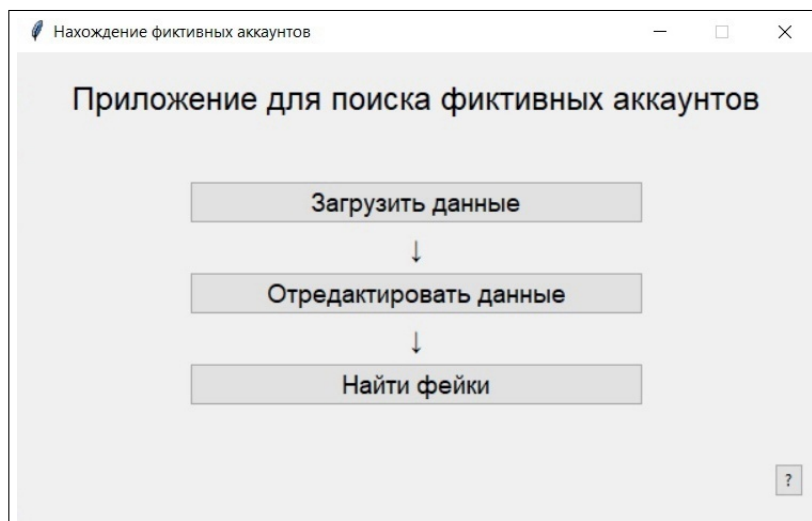 Нахождение фиктивных аккаунтов
Приложение для поиска фиктивных аккаунтов
Загрузить данные
↓
Отредактировать данные
↓
Найти фейки
?